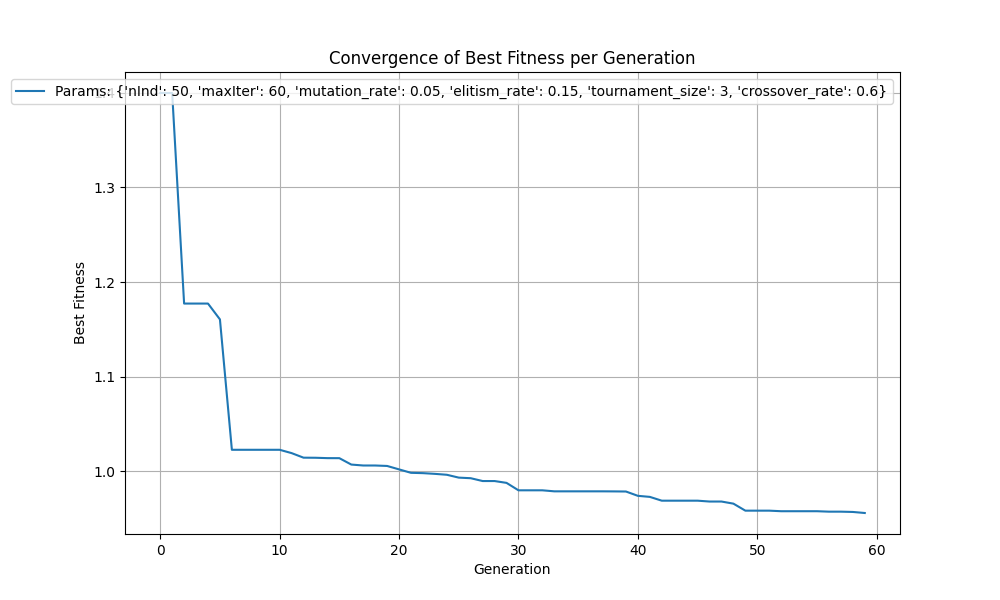 Convergence of Best Fitness per Generation
Params: {'nInd': 50, 'maxIter': 60, 'mutation_rate': 0.05, 'elitism_rate': 0.15, 'tournament_size': 3, 'crossover_rate': 0.6}
1.4
1.3
1.2
1.1
1.0
Best Fitness
0 10 20 30 40 50 60
Generation